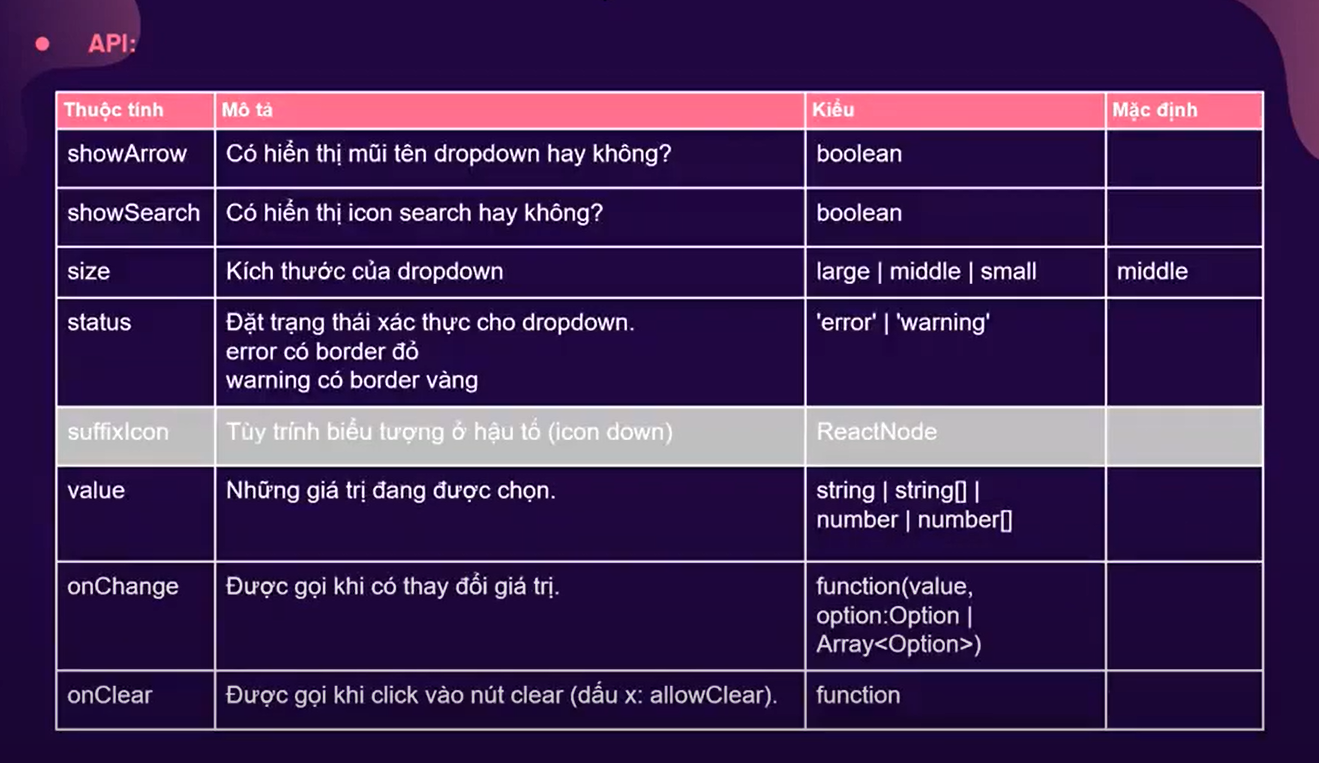 API:
Thuộc tính Mô tả Kiểu Mặc định
showArrow Có hiển thị mũi tên dropdown hay không? boolean
showSearch Có hiển thị icon search hay không? boolean
size Kích thước của dropdown large | middle | small middle
status Đặt trạng thái xác thực cho dropdown. 'error' | 'warning'
error có border đỏ
warning có border vàng
suffixIcon Tùy trính biểu tượng ở hậu tố (icon down) ReactNode
value Những giá trị đang được chọn. string | string[] |
number | number[]
onChange Được gọi khi có thay đổi giá trị. function(value,
option:Option |
Array<Option>)
onClear Được gọi khi click vào nút clear (dấu x: allowClear). function